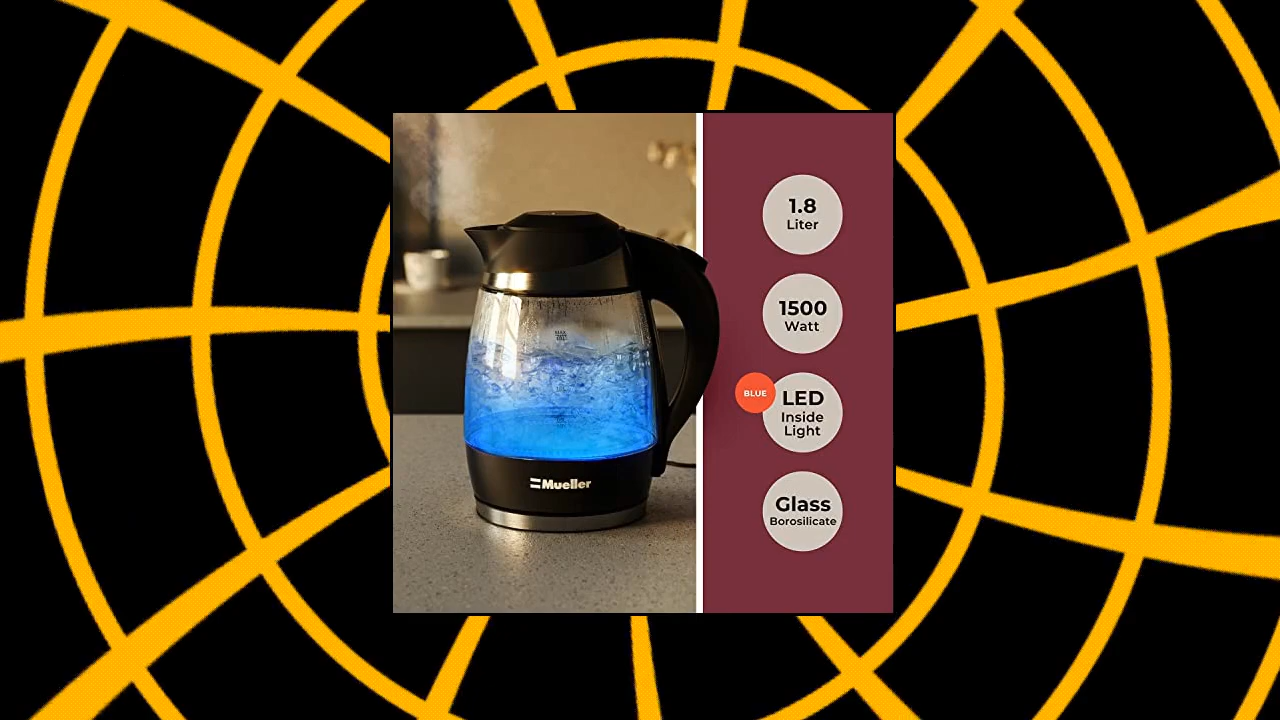 1.8
Liter
1500
Watt
BLUE
LED
Inside
Light
Glass
Borosilicate
Mueller